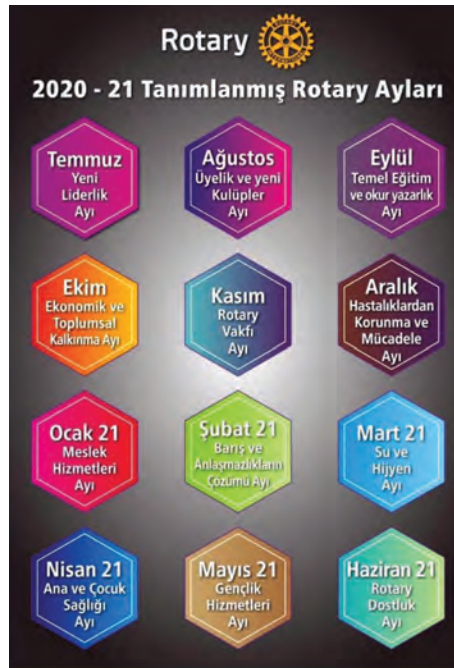 Rotary
2020 - 21 Tanımlanmış Rotary Ayları
Temmuz
Yeni
Liderlik
Ayı
Ağustos
Üyelik ve yeni
Kulüpler
Ayı
Eylül
Temel Eğitim
ve okur yazarlık
Ayı
Ekim
Ekonomik ve
Toplumsal
Kalkınma Ayı
Kasım
Rotary
Vakfı
Ayı
Aralık
Hastalıklardan
Korunma ve
Mücadele
Ayı
Ocak 21
Meslek
Hizmetleri
Ayı
Şubat 21
Barış ve
Anlaşmazlıkların
Çözümü Ayı
Mart 21
Su ve
Hijyen
Ayı
Nisan 21
Ana ve Çocuk
Sağlığı
Ayı
Mayıs 21
Gençlik
Hizmetleri
Ayı
Haziran 21
Rotary
Dostluk
Ayı